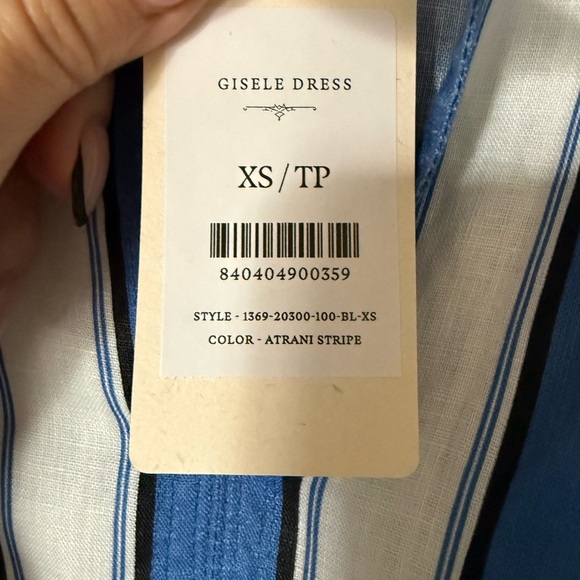 GISELE DRESS
XS / TP
840404900359
STYLE - 1369-20300-100-BL-XS
COLOR - ATRANI STRIPE